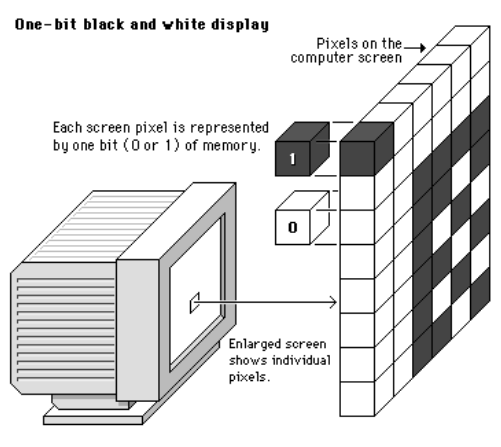 One-bit black and white display
Pixels on the
computer screen
Each screen pixel is represented
by one bit (0 or 1) of memory.
1
0
Enlarged screen
shows individual
pixels.